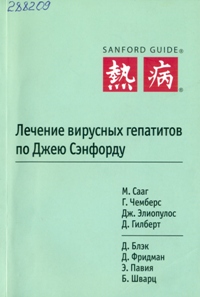 288209
SANFORD GUIDE®
熱病®
Лечение вирусных гепатитов
по Джею Сэнфорду
М. Сааг
Г. Чемберс
Дж. Элиопулос
Д. Гилберт
Д. Блэк
Д. Фридман
Э. Павия
Б. Шварц